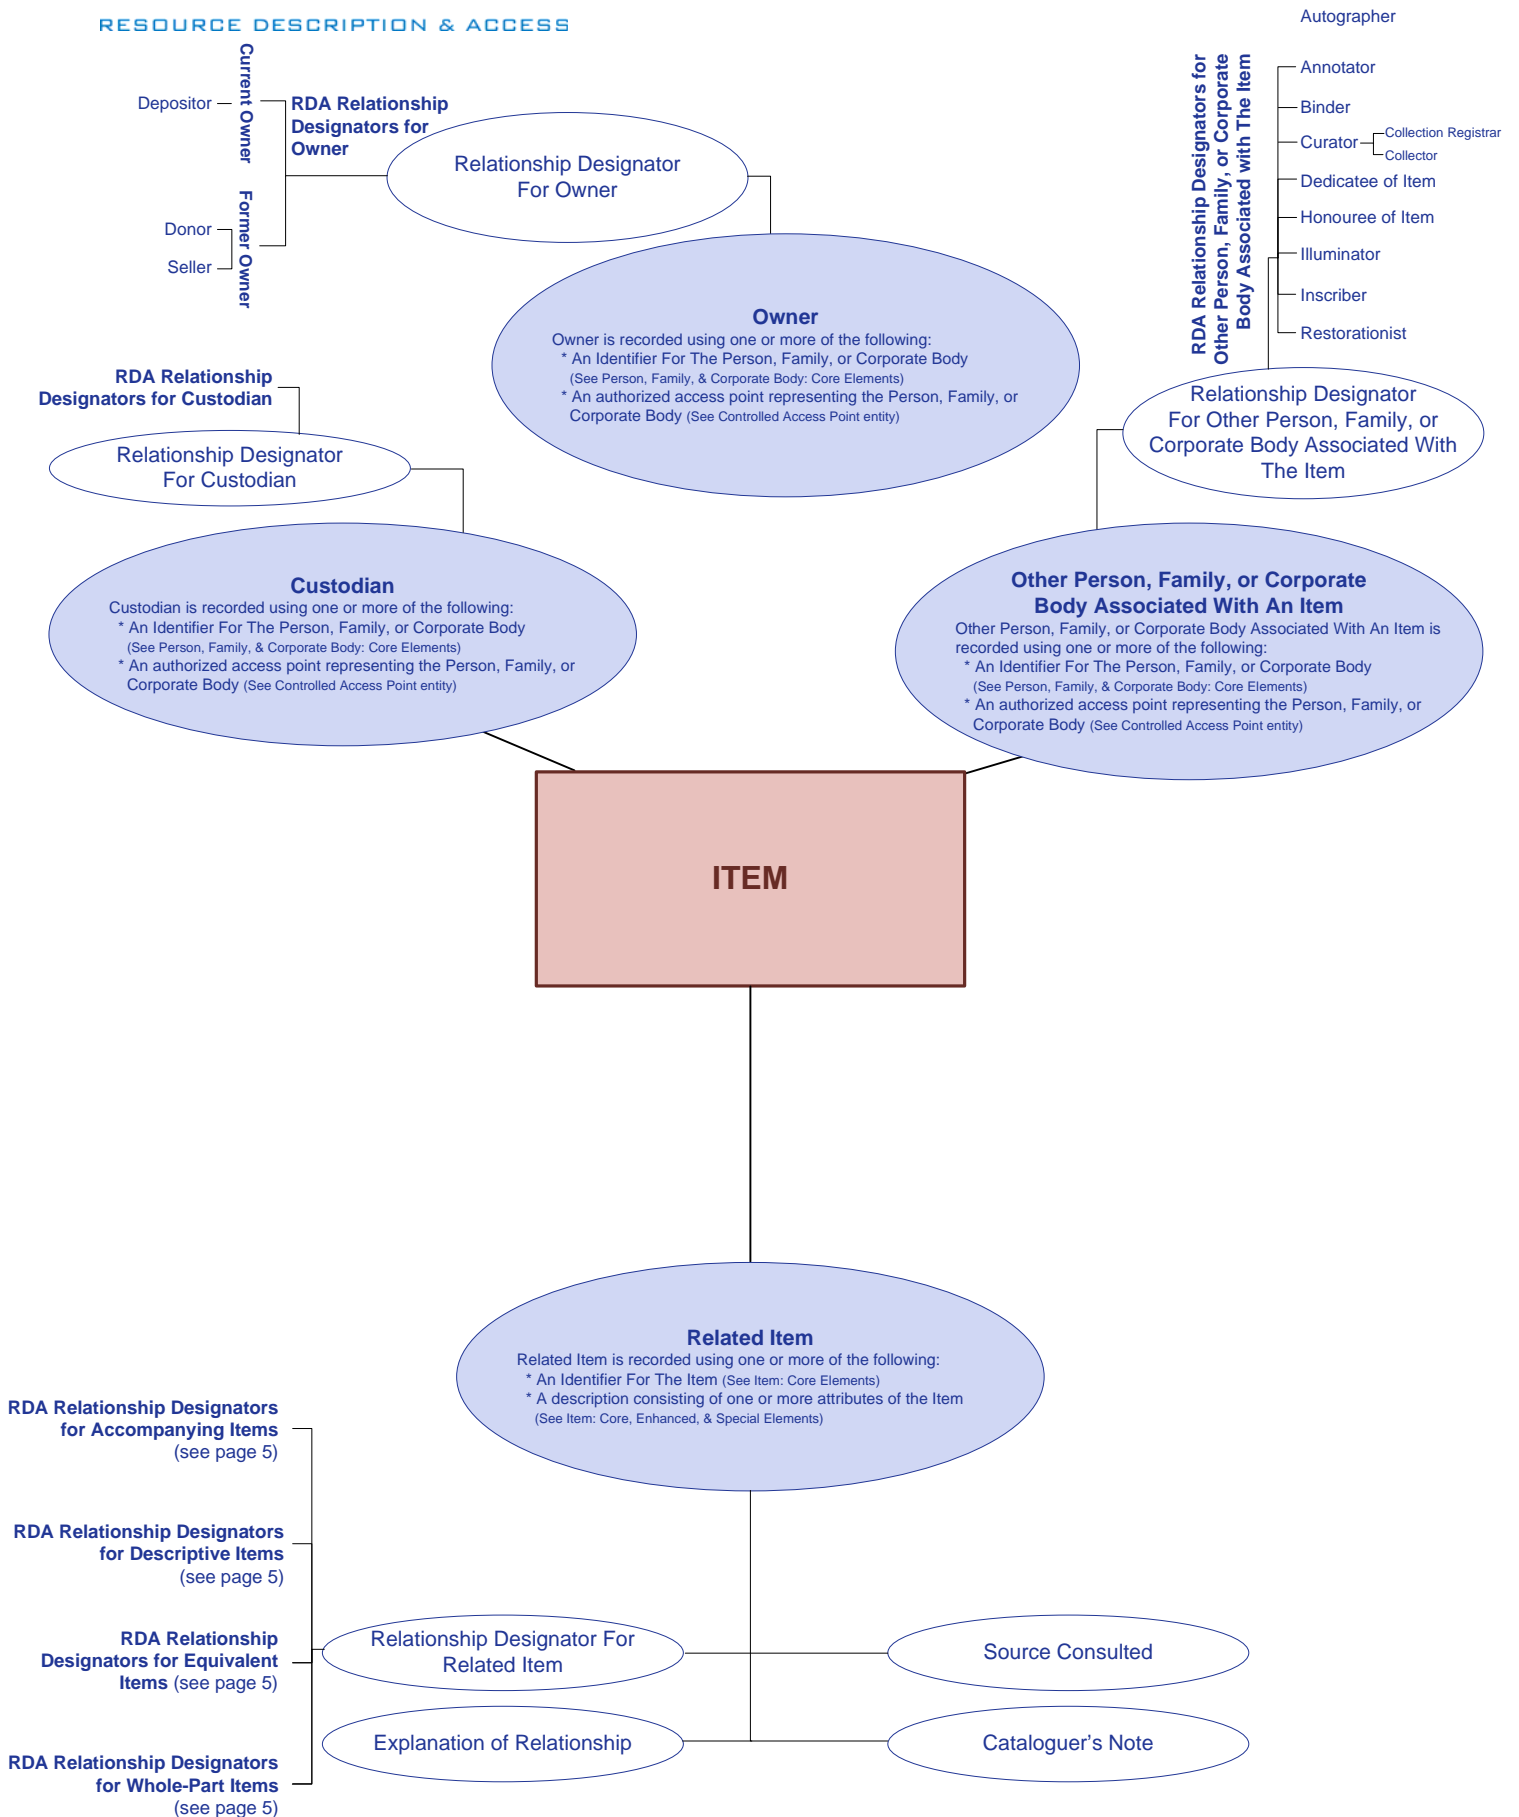 RESOURCE DESCRIPTION & ACCESS
Current Owner
Depositor
RDA Relationship
Designators for
Owner
Former Owner
Donor
Seller
Relationship Designator
For Owner
Autographer
RDA Relationship Designators for
Other Person, Family, or Corporate
Body Associated with The Item
Annotator
Binder
Curator
Collection Registrar
Collector
Dedicatee of Item
Honouree of Item
Illuminator
Inscriber
Restorationist
Owner
Owner is recorded using one or more of the following:
* An Identifier For The Person, Family, or Corporate Body
(See Person, Family, & Corporate Body: Core Elements)
* An authorized access point representing the Person, Family, or
Corporate Body (See Controlled Access Point entity)
RDA Relationship
Designators for Custodian
Relationship Designator
For Custodian
Relationship Designator
For Other Person, Family, or
Corporate Body Associated With
The Item
Custodian
Custodian is recorded using one or more of the following:
* An Identifier For The Person, Family, or Corporate Body
(See Person, Family, & Corporate Body: Core Elements)
* An authorized access point representing the Person, Family, or
Corporate Body (See Controlled Access Point entity)
Other Person, Family, or Corporate
Body Associated With An Item
Other Person, Family, or Corporate Body Associated With An Item is
recorded using one or more of the following:
* An Identifier For The Person, Family, or Corporate Body
(See Person, Family, & Corporate Body: Core Elements)
* An authorized access point representing the Person, Family, or
Corporate Body (See Controlled Access Point entity)
ITEM
Related Item
Related Item is recorded using one or more of the following:
* An Identifier For The Item (See Item: Core Elements)
* A description consisting of one or more attributes of the Item
(See Item: Core, Enhanced, & Special Elements)
RDA Relationship Designators
for Accompanying Items
(see page 5)
RDA Relationship Designators
for Descriptive Items
(see page 5)
RDA Relationship
Designators for Equivalent
Items (see page 5)
RDA Relationship Designators
for Whole-Part Items
(see page 5)
Relationship Designator For
Related Item
Source Consulted
Explanation of Relationship
Cataloguer's Note